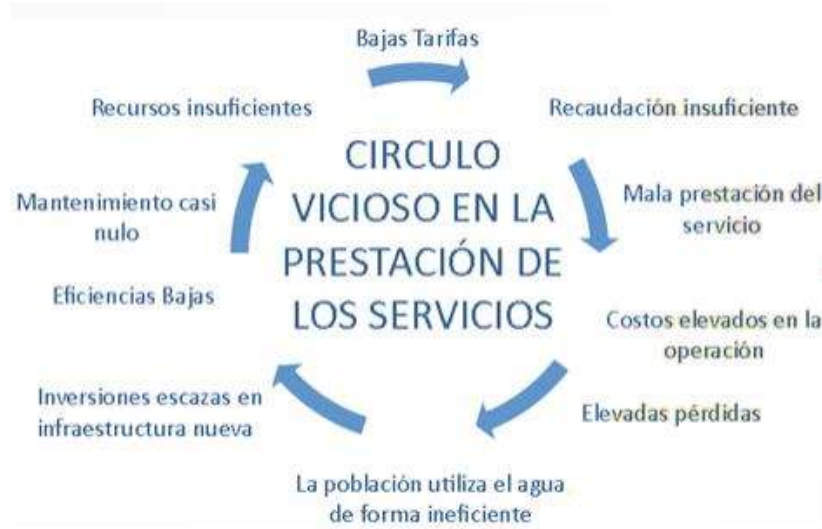 Bajas Tarifas
Recursos insuficientes
Recaudación insuficiente
CIRCULO
VICIOSO EN LA
PRESTACIÓN DE
LOS SERVICIOS
Mala prestación del
servicio
Costos elevados en la
operación
Elevadas pérdidas
La población utiliza el agua
de forma ineficiente
Inversiones escazas en
infraestructura nueva
Eficiencias Bajas
Mantenimiento casi
nulo